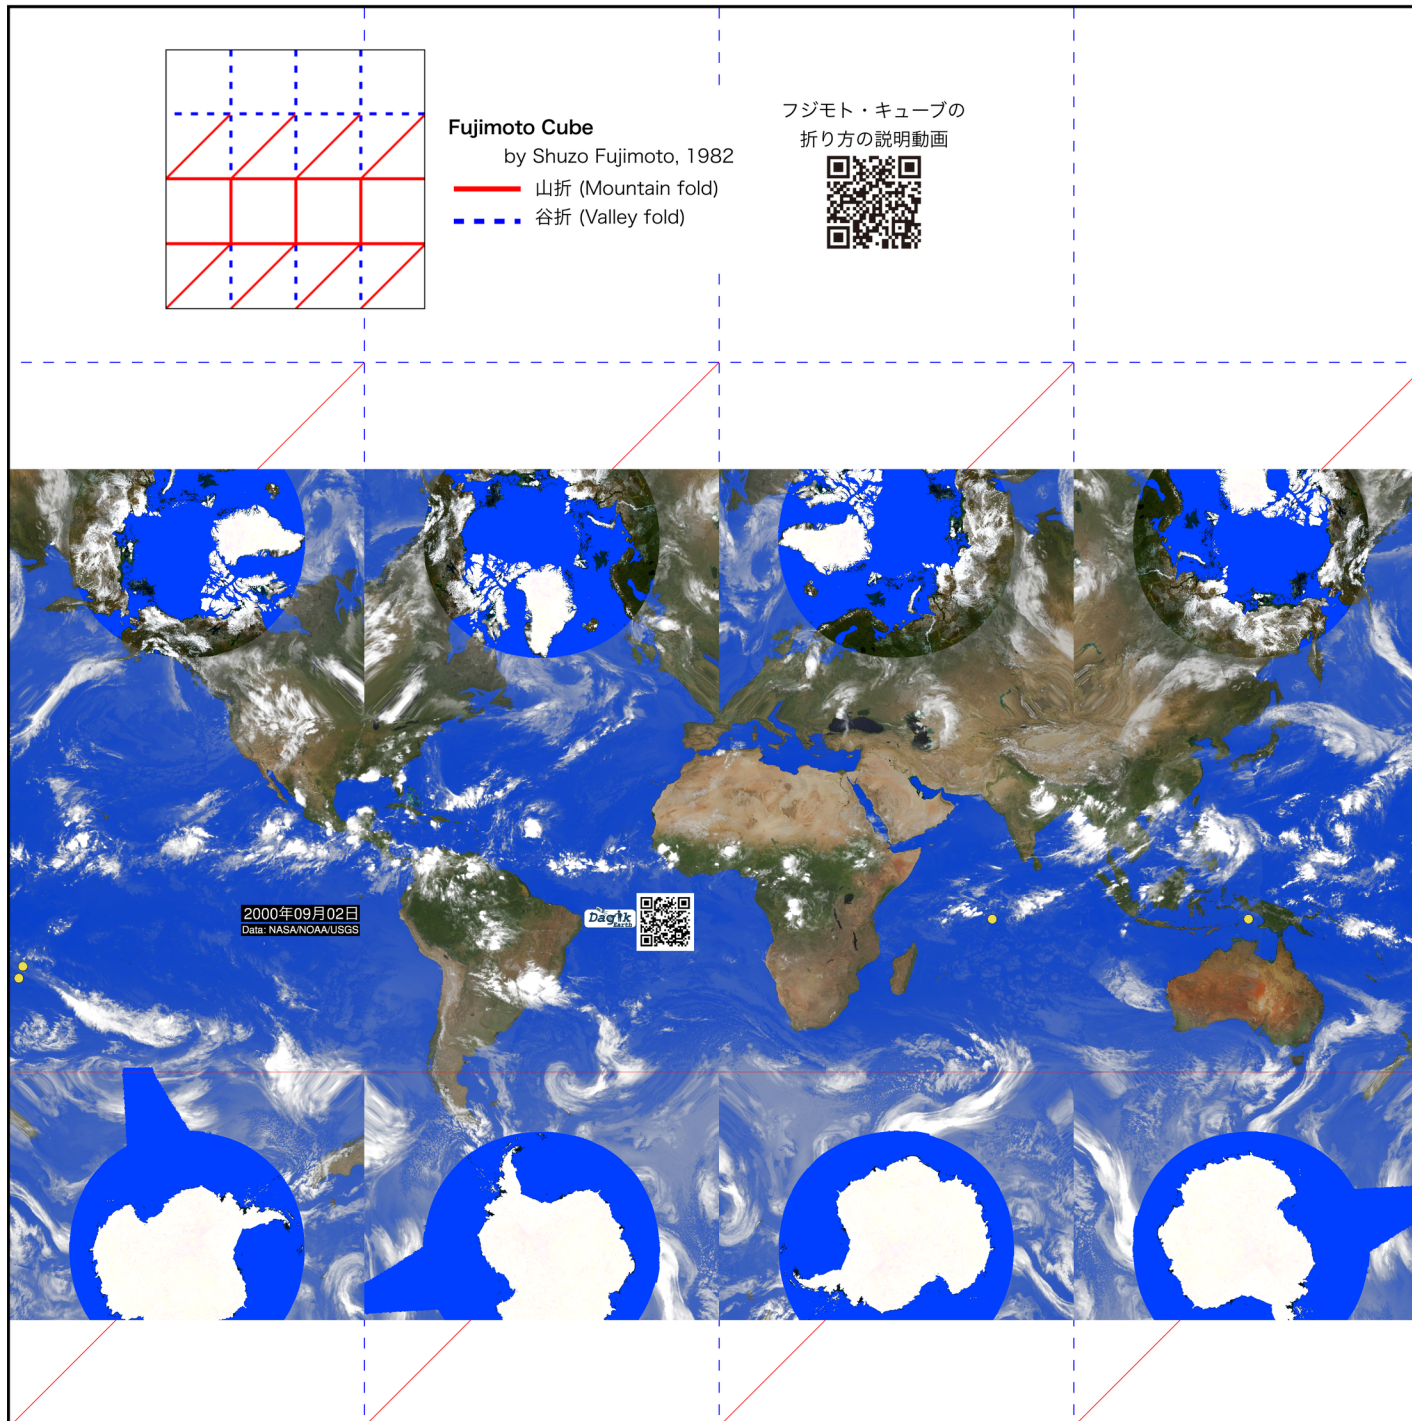 Fujimoto Cube
by Shuzo Fujimoto, 1982
山折 (Mountain fold)
谷折 (Valley fold)
フジモト・キューブの
折り方の説明動画
2000年09月02日
Data: NASA/NOAA/USGS
Dagik
Earth